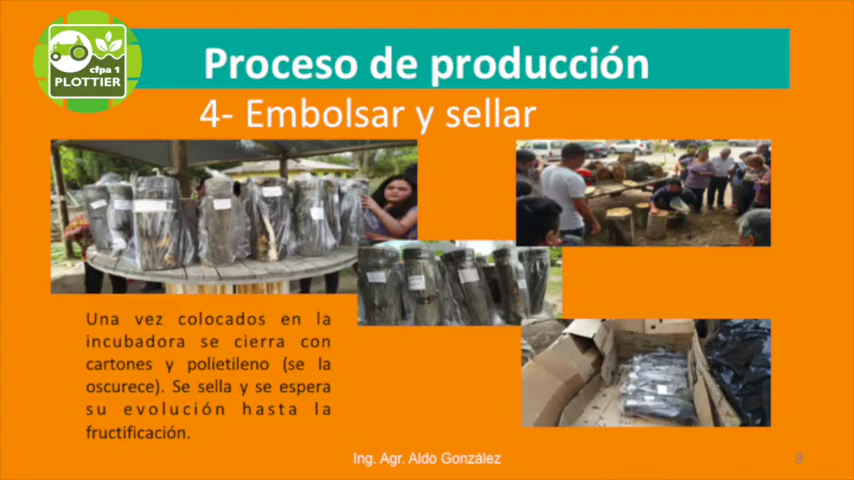 cfpa 1
PLOTTIER
Proceso de producción
4- Embolsar y sellar
Una vez colocados en la
incubadora se cierra con
cartones y polietileno (se la
oscurece). Se sella y se espera
su evolución hasta la
fructificación.
Ing. Agr. Aldo González
9